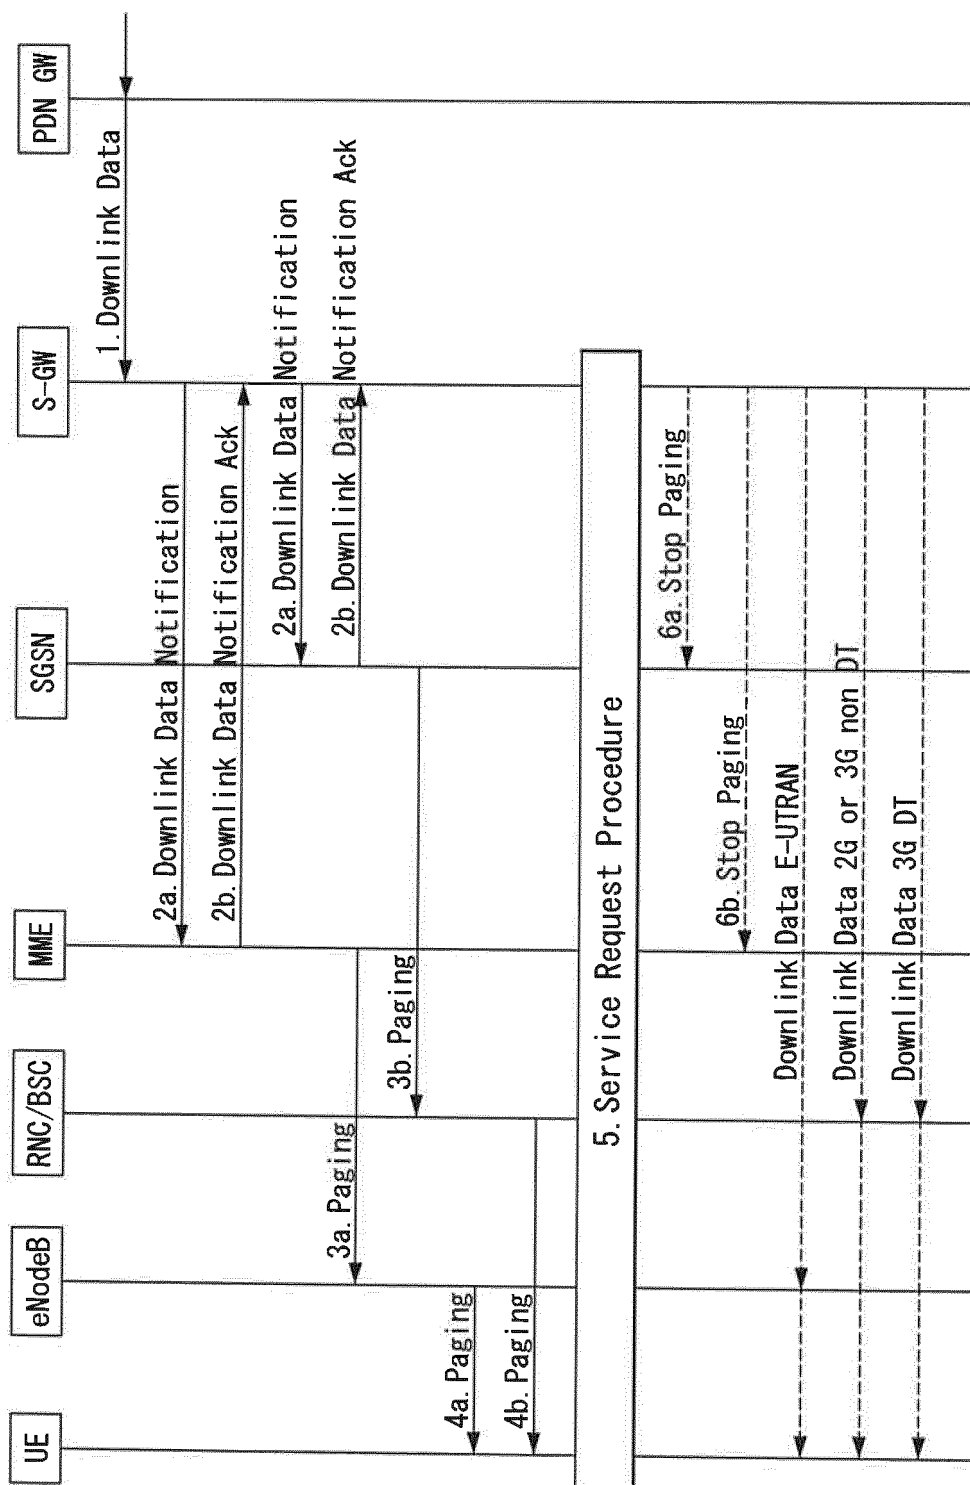 UE
eNodeB
RNC/BSC
MME
SGSN
S-GW
PDN GW
1. Downlink Data
2a. Downlink Data Notification
2b. Downlink Data Notification Ack
2a. Downlink Data Notification
2b. Downlink Data Notification Ack
3a. Paging
3b. Paging
4a. Paging
4b. Paging
5. Service Request Procedure
6a. Stop Paging
6b. Stop Paging
Downlink Data E-UTRAN
Downlink Data 2G or 3G non DT
Downlink Data 3G DT